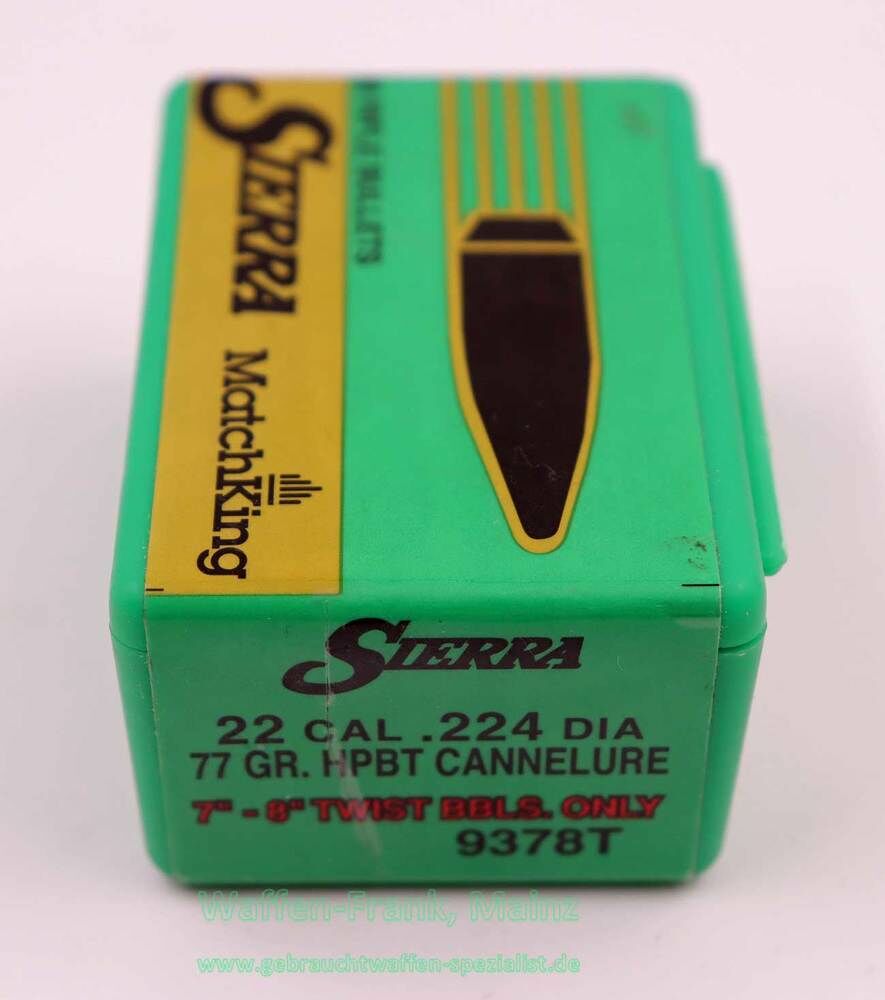 SIERRA
MatchKing
BULLETS
SIERRA
22 CAL .224 DIA
77 GR. HPBT CANNELURE
7" - 8" TWIST BBLS. ONLY
9378T
Waffen-Frank, Mainz
www.gebrauchtwaffen-spezialist.de